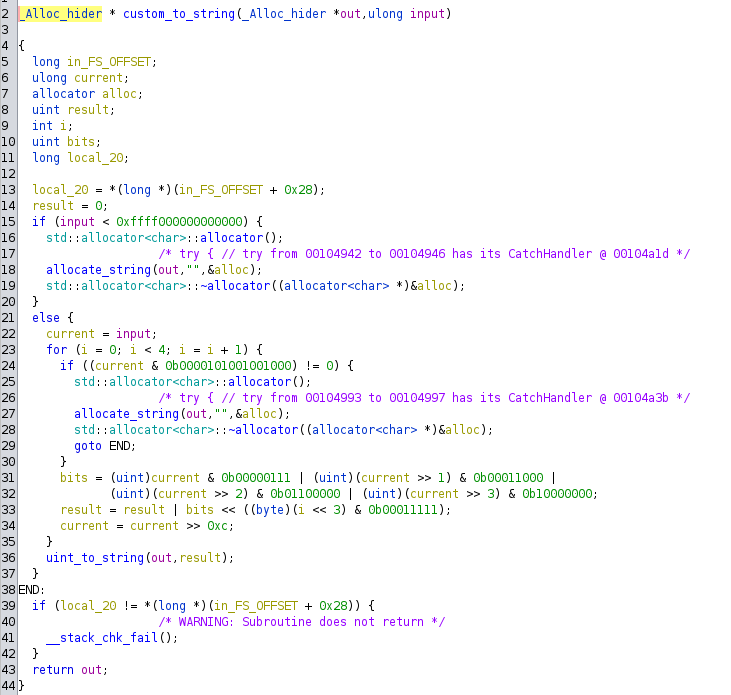 2 _Alloc_hider * custom_to_string(_Alloc_hider *out,ulong input)
3
4 {
5   long in_FS_OFFSET;
6   ulong current;
7   allocator alloc;
8   uint result;
9   int i;
10   uint bits;
11   long local_20;
12
13   local_20 = *(long *)(in_FS_OFFSET + 0x28);
14   result = 0;
15   if (input < 0xffff000000000000) {
16     std::allocator<char>::allocator();
17                     /* try { // try from 00104942 to 00104946 has its CatchHandler @ 00104a1d */
18     allocate_string(out,"",&alloc);
19     std::allocator<char>::~allocator((allocator<char> *)&alloc);
20   }
21   else {
22     current = input;
23     for (i = 0; i < 4; i = i + 1) {
24       if ((current & 0b0000101001001000) != 0) {
25         std::allocator<char>::allocator();
26                     /* try { // try from 00104993 to 00104997 has its CatchHandler @ 00104a3b */
27         allocate_string(out,"",&alloc);
28         std::allocator<char>::~allocator((allocator<char> *)&alloc);
29         goto END;
30       }
31       bits = (uint)current & 0b00000111 | (uint)(current >> 1) & 0b00011000 |
32              (uint)(current >> 2) & 0b01100000 | (uint)(current >> 3) & 0b10000000;
33       result = result | bits << ((byte)(i << 3) & 0b00011111);
34       current = current >> 0xc;
35     }
36     uint_to_string(out,result);
37   }
38 END:
39   if (local_20 != *(long *)(in_FS_OFFSET + 0x28)) {
40                     /* WARNING: Subroutine does not return */
41     __stack_chk_fail();
42   }
43   return out;
44 }